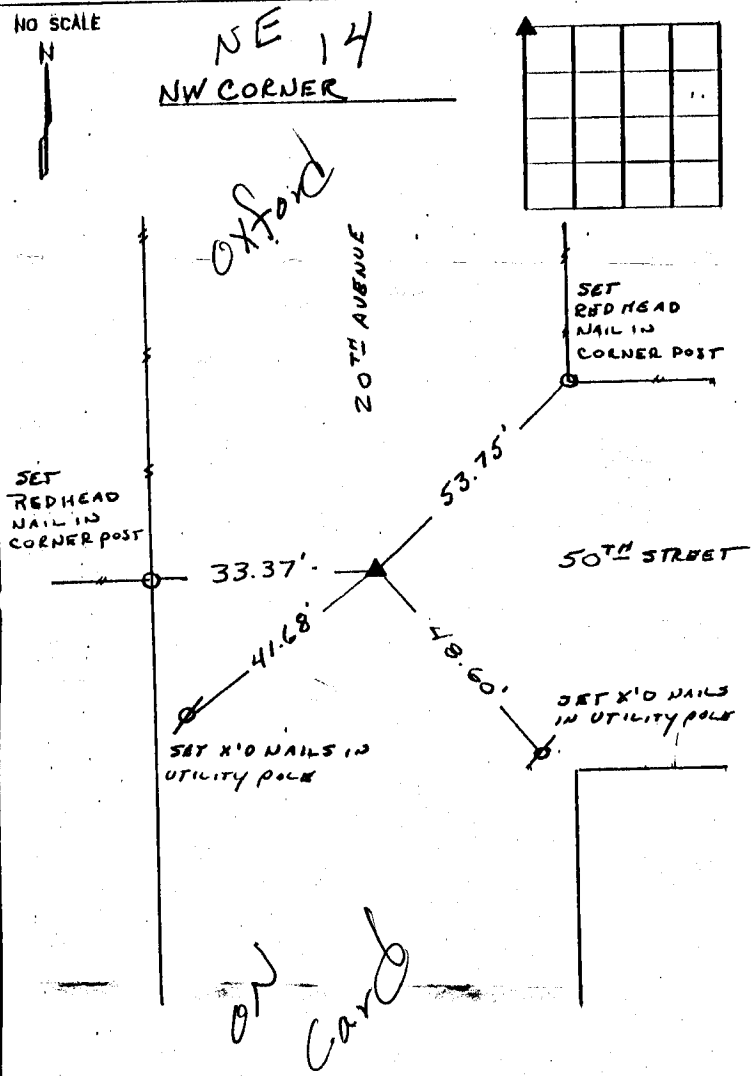 NO SCALE
N
NE 14
NW CORNER
Oxford
20TH AVENUE
SET
REDHEAD
NAIL IN
CORNER POST
53.75'
SET
REDHEAD
NAIL IN
CORNER POST
33.37'
50TH STREET
41.68'
48.60'
SET X'D NAILS IN
UTILITY POLE
SET X'D NAILS
IN UTILITY POLE
ON
Card